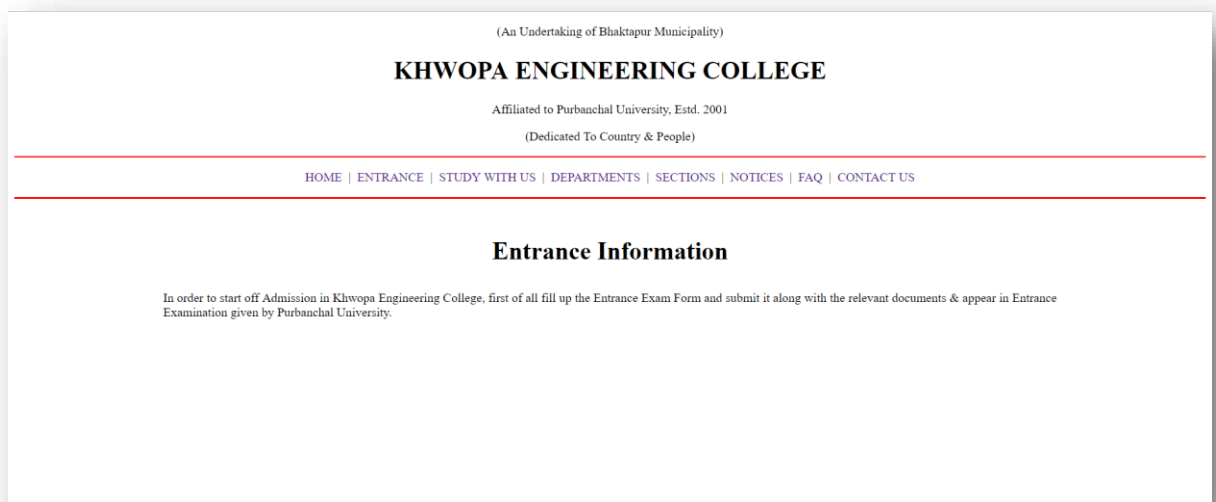 (An Undertaking of Bhaktapur Municipality)
KHWOPA ENGINEERING COLLEGE
Affiliated to Purbanchal University, Estd. 2001
(Dedicated To Country & People)
HOME | ENTRANCE | STUDY WITH US | DEPARTMENTS | SECTIONS | NOTICES | FAQ | CONTACT US
Entrance Information
In order to start off Admission in Khwopa Engineering College, first of all fill up the Entrance Exam Form and submit it along with the relevant documents & appear in Entrance
Examination given by Purbanchal University.